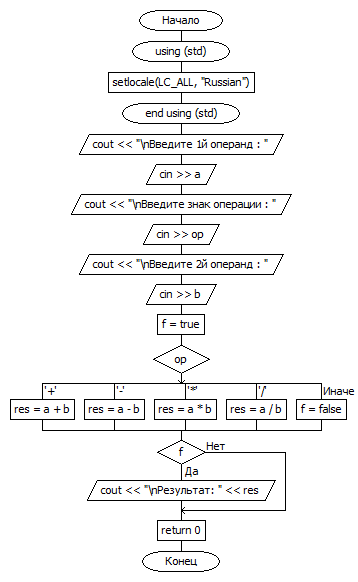 Начало
using (std)
setlocale(LC_ALL, "Russian")
end using (std)
cout << "\nВведите 1й операнд : "
cin >> a
cout << "\nВведите знак операции : "
cin >> op
cout << "\nВведите 2й операнд : "
cin >> b
f = true
op
'+' '-' '*' '/' Иначе
res = a + b res = a - b res = a * b res = a / b f = false
f Нет
Да
cout << "\nРезультат: " << res
return 0
Конец